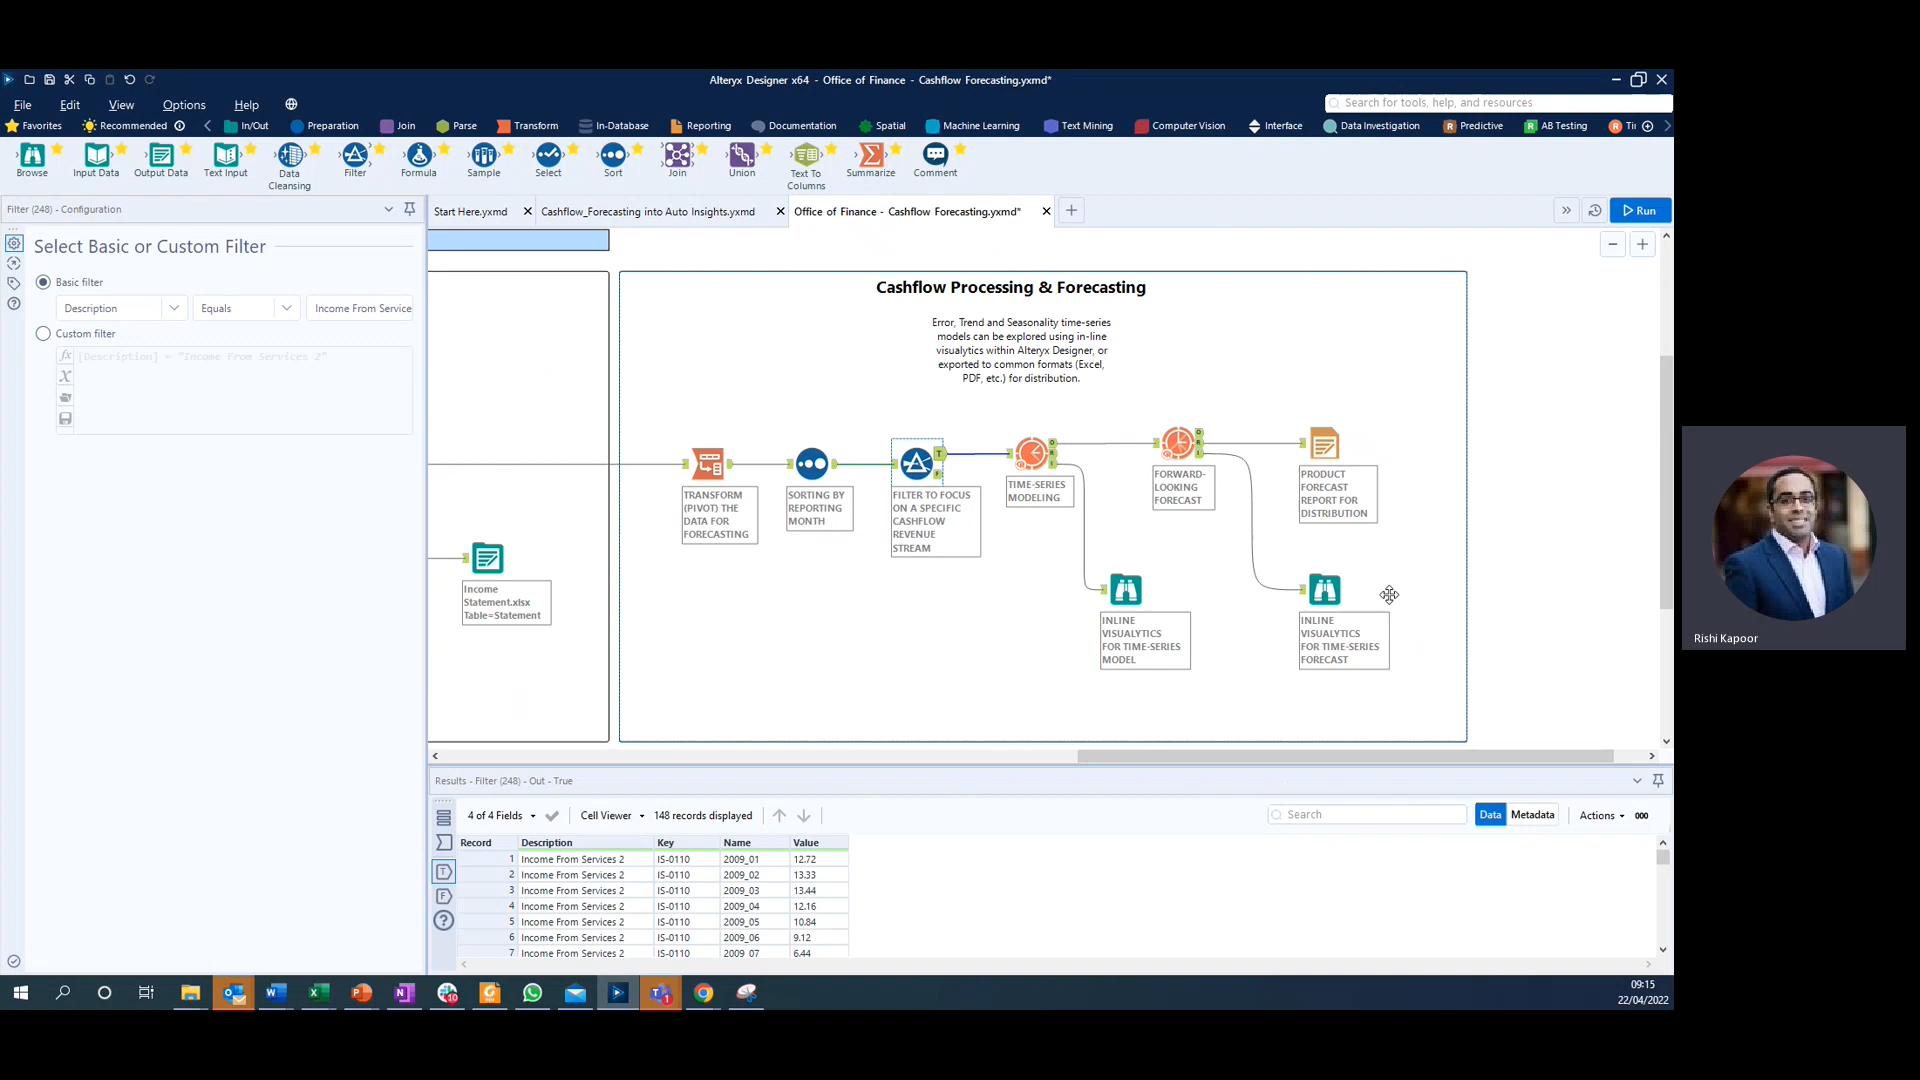 Alteryx Designer x64 - Office of Finance - Cashflow Forecasting.yxmd*
File Edit View Options Help
Search for tools, help, and resources
Favorites Recommended In/Out Preparation Join Parse Transform In-Database Reporting Documentation Spatial Machine Learning Text Mining Computer Vision Interface Data Investigation Predictive AB Testing
Browse Input Data Output Data Text Input Data Cleansing Filter Formula Sample Select Sort Join Union Text To Columns Summarize Comment
Filter (248) - Configuration
Start Here.yxmd Cashflow_Forecasting into Auto Insights.yxmd Office of Finance - Cashflow Forecasting.yxmd*
Run
Select Basic or Custom Filter
Basic filter
Description Equals Income From Service
Custom filter
[Description] = "Income From Services 2"
Cashflow Processing & Forecasting
Error, Trend and Seasonality time-series
models can be explored using in-line
visualytics within Alteryx Designer, or
exported to common formats (Excel,
PDF, etc.) for distribution.
TRANSFORM
(PIVOT) THE
DATA FOR
FORECASTING
SORTING BY
REPORTING
MONTH
FILTER TO FOCUS
ON A SPECIFIC
CASHFLOW
REVENUE
STREAM
TIME-SERIES
MODELING
FORWARD-
LOOKING
FORECAST
PRODUCT
FORECAST
REPORT FOR
DISTRIBUTION
Income
Statement.xlsx
Table=Statement
INLINE
VISUALYTICS
FOR TIME-SERIES
MODEL
INLINE
VISUALYTICS
FOR TIME-SERIES
FORECAST
Rishi Kapoor
Results - Filter (248) - Out - True
4 of 4 Fields Cell Viewer 148 records displayed
Search
Data Metadata Actions
Record Description Key Name Value
1 Income From Services 2 IS-0110 2009_01 12.72
2 Income From Services 2 IS-0110 2009_02 13.33
3 Income From Services 2 IS-0110 2009_03 13.44
4 Income From Services 2 IS-0110 2009_04 12.16
5 Income From Services 2 IS-0110 2009_05 10.84
6 Income From Services 2 IS-0110 2009_06 9.12
7 Income From Services 2 IS-0110 2009_07 6.44
09:15
22/04/2022